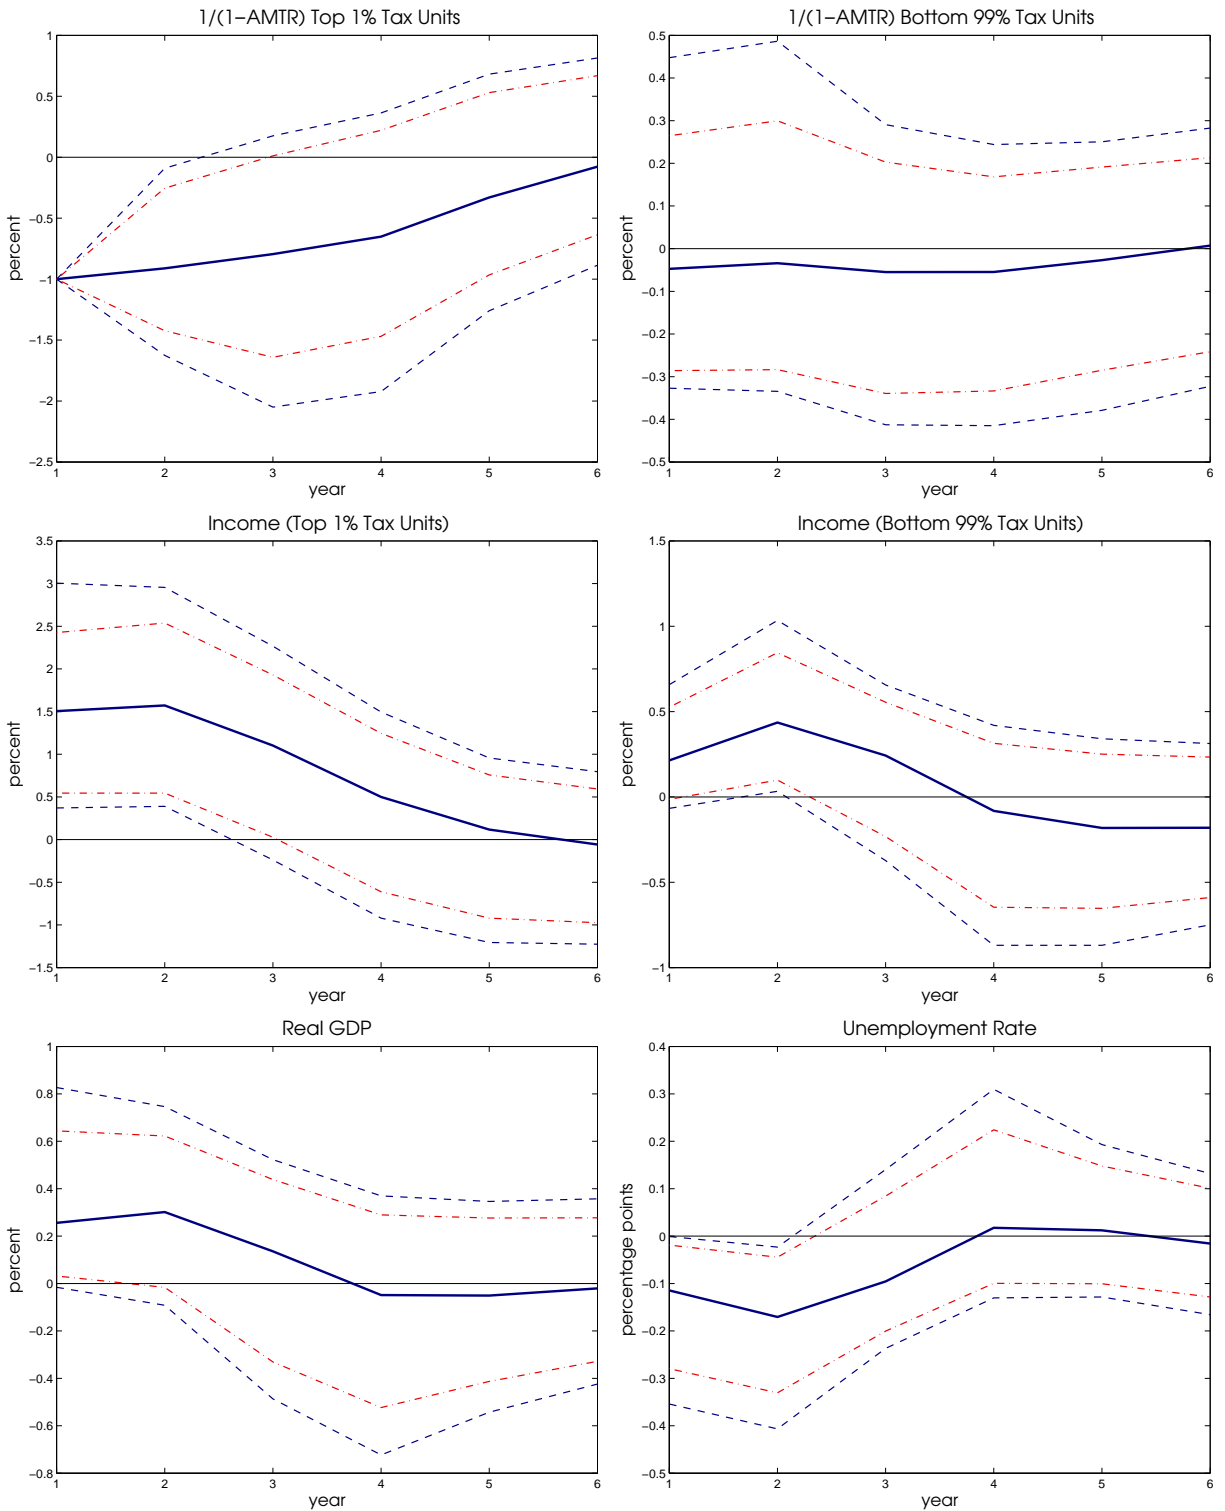 1/(1−AMTR) Top 1% Tax Units
1
0.5
0
−0.5
−1
−1.5
−2
−2.5
percent
1 2 3 4 5 6
year
1/(1−AMTR) Bottom 99% Tax Units
0.5
0.4
0.3
0.2
0.1
0
−0.1
−0.2
−0.3
−0.4
−0.5
percent
1 2 3 4 5 6
year
Income (Top 1% Tax Units)
3.5
3
2.5
2
1.5
1
0.5
0
−0.5
−1
−1.5
percent
1 2 3 4 5 6
year
Income (Bottom 99% Tax Units)
1.5
1
0.5
0
−0.5
−1
percent
1 2 3 4 5 6
year
Real GDP
1
0.8
0.6
0.4
0.2
0
−0.2
−0.4
−0.6
−0.8
percent
1 2 3 4 5 6
year
Unemployment Rate
0.4
0.3
0.2
0.1
0
−0.1
−0.2
−0.3
−0.4
−0.5
percentage points
1 2 3 4 5 6
year